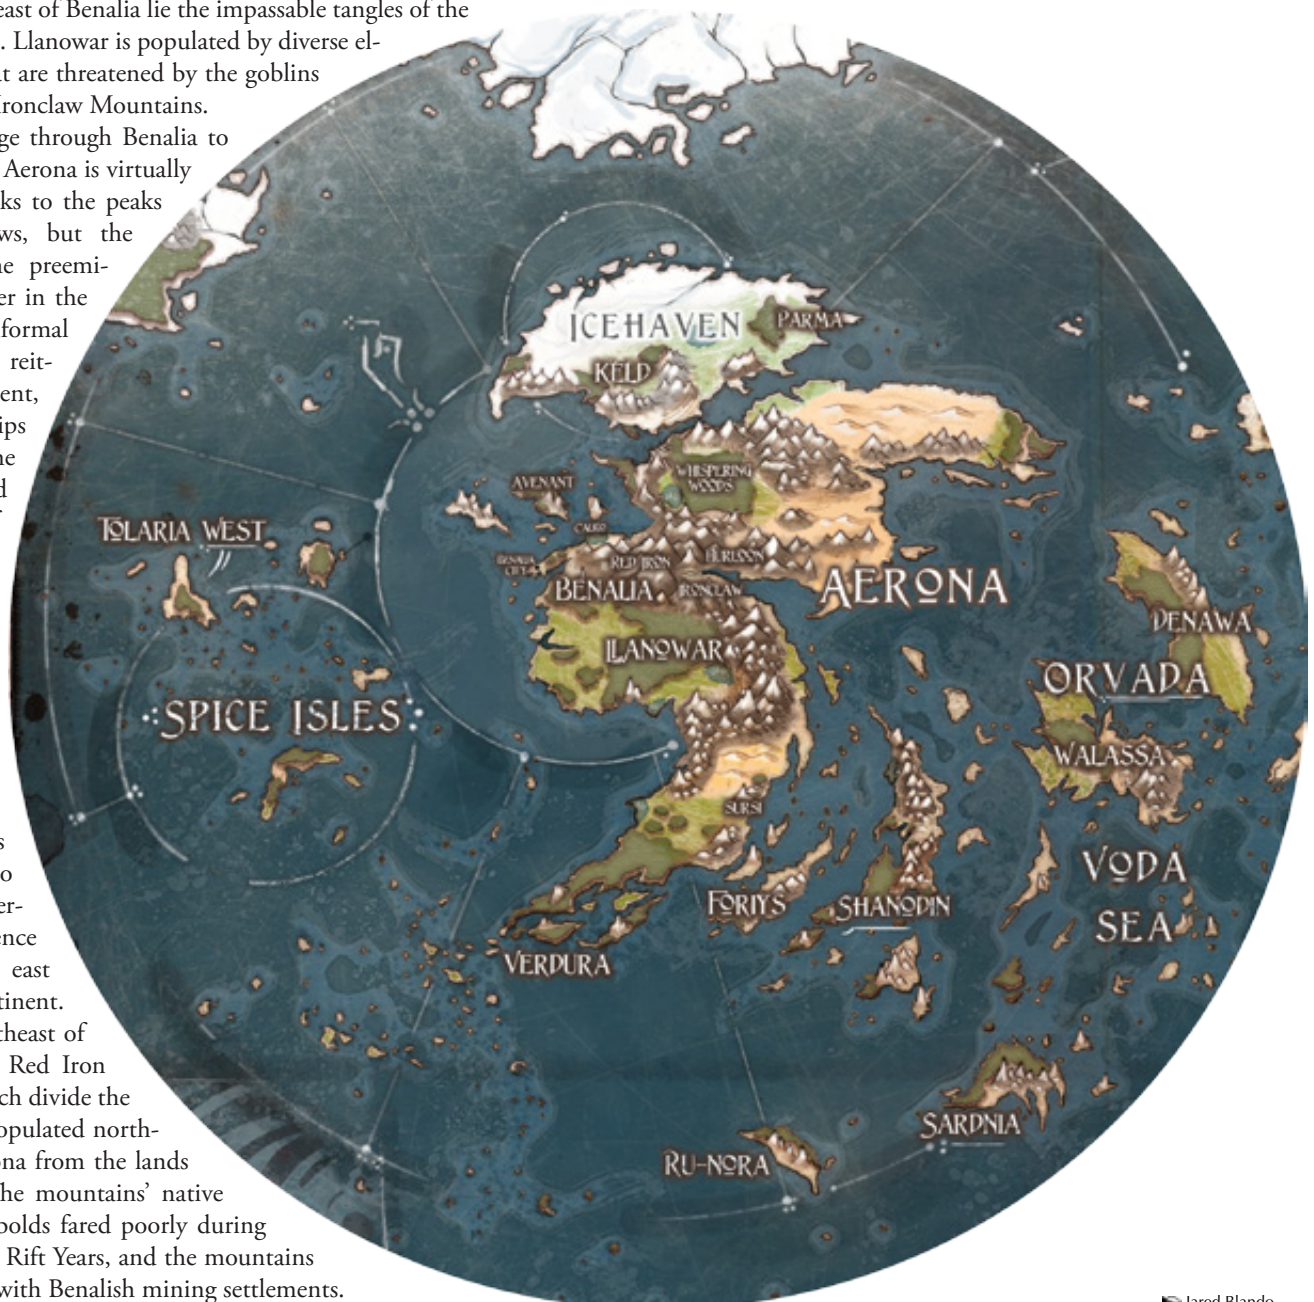 east of Benalia lie the impassable tangles of the
. Llanowar is populated by diverse el-
t are threatened by the goblins
Ironclaw Mountains.
ge through Benalia to
Aerona is virtually
ks to the peaks
ws, but the
ne preemi-
er in the
formal
reit-
ent,
ips
ne
d
s
o
er-
ence
east
tinent.
theast of
Red Iron
ch divide the
opulated north-
ona from the lands
he mountains' native
bolds fared poorly during
Rift Years, and the mountains
with Benalish mining settlements.
ICEHAVEN
PARMA
KELD
WHISPERING
WOODS
AVENANT
TOLARIA WEST
BENALIA
CITY
RED IRON
HURLOON
BENALIA
IRONCLAW
AERONA
LLANOWAR
DENAWA
ORVADA
SPICE ISLES
WALASSA
SURSI
VODA
SEA
FORIYS
SHANODIN
VERDURA
SARDNIA
RU-NORA
Jared Blando